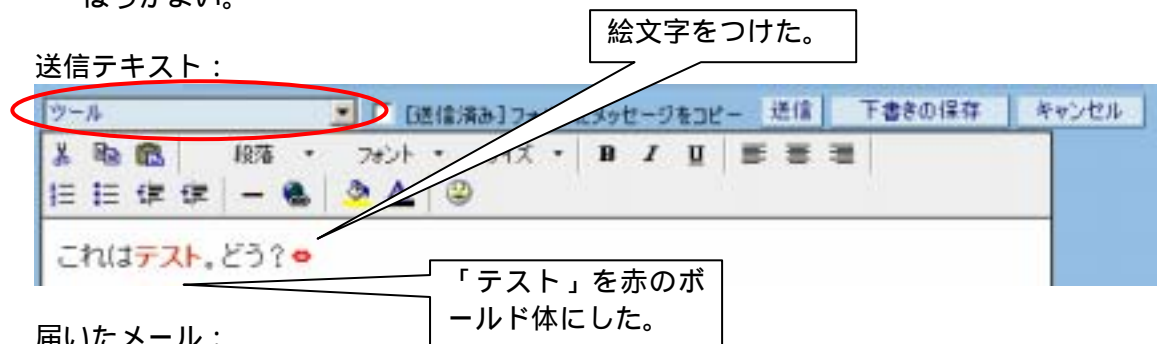 ほうがよい。
絵文字をつけた。
送信テキスト：
ツール
[送信済み]フォ
メッセージをコピー
送信
下書きの保存
キャンセル
段落
フォント
イズ
B I U
これはテスト。どう？
「テスト」を赤のボ
ールド体にした。
届いたメール：